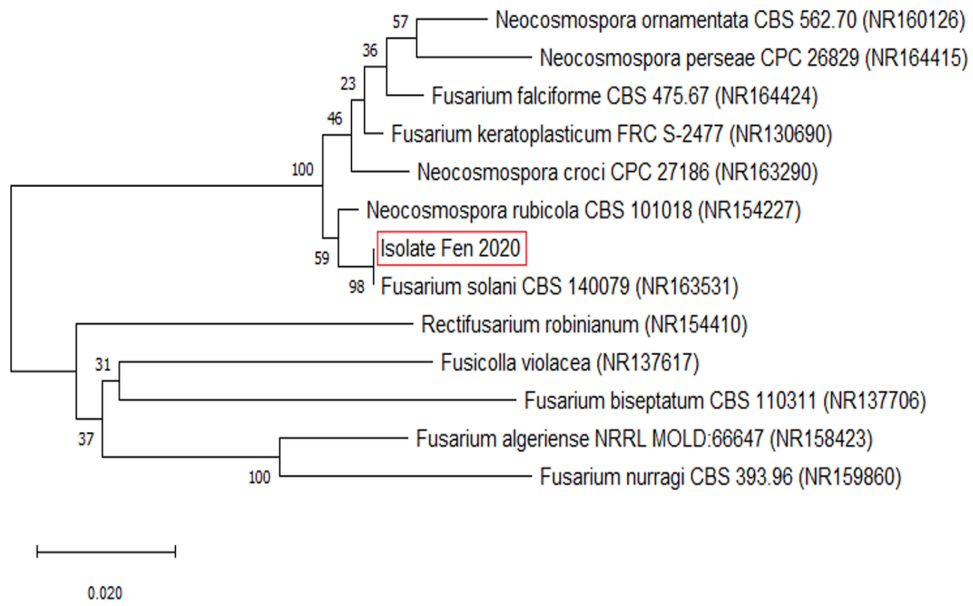 57
Neocosmospora ornamentata CBS 562.70 (NR160126)
36
Neocosmospora perseae CPC 26829 (NR164415)
23
Fusarium falciforme CBS 475.67 (NR164424)
46
Fusarium keratoplasticum FRC S-2477 (NR130690)
100
Neocosmospora croci CPC 27186 (NR163290)
Neocosmospora rubicola CBS 101018 (NR154227)
59
Isolate Fen 2020
98
Fusarium solani CBS 140079 (NR163531)
Rectifusarium robinianum (NR154410)
31
Fusicolla violacea (NR137617)
Fusarium biseptatum CBS 110311 (NR137706)
37
Fusarium algeriense NRRL MOLD:66647 (NR158423)
100
Fusarium nurragi CBS 393.96 (NR159860)
0.020